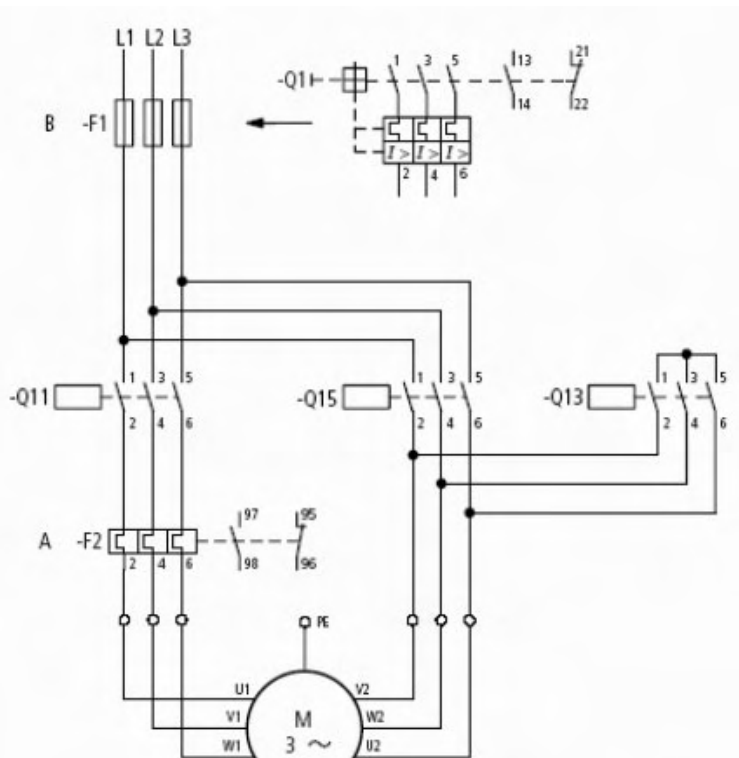 L1 L2 L3
-Q1 1 3 5 13 21
14 22
B -F1
I> I> I>
2 4 6
-Q11 1 3 5
2 4 6
-Q15 1 3 5
2 4 6
-Q13 1 3 5
2 4 6
A -F2 97 95
2 4 6 98 96
PE
U1 V2
V1 M W2
W1 3 ~ U2